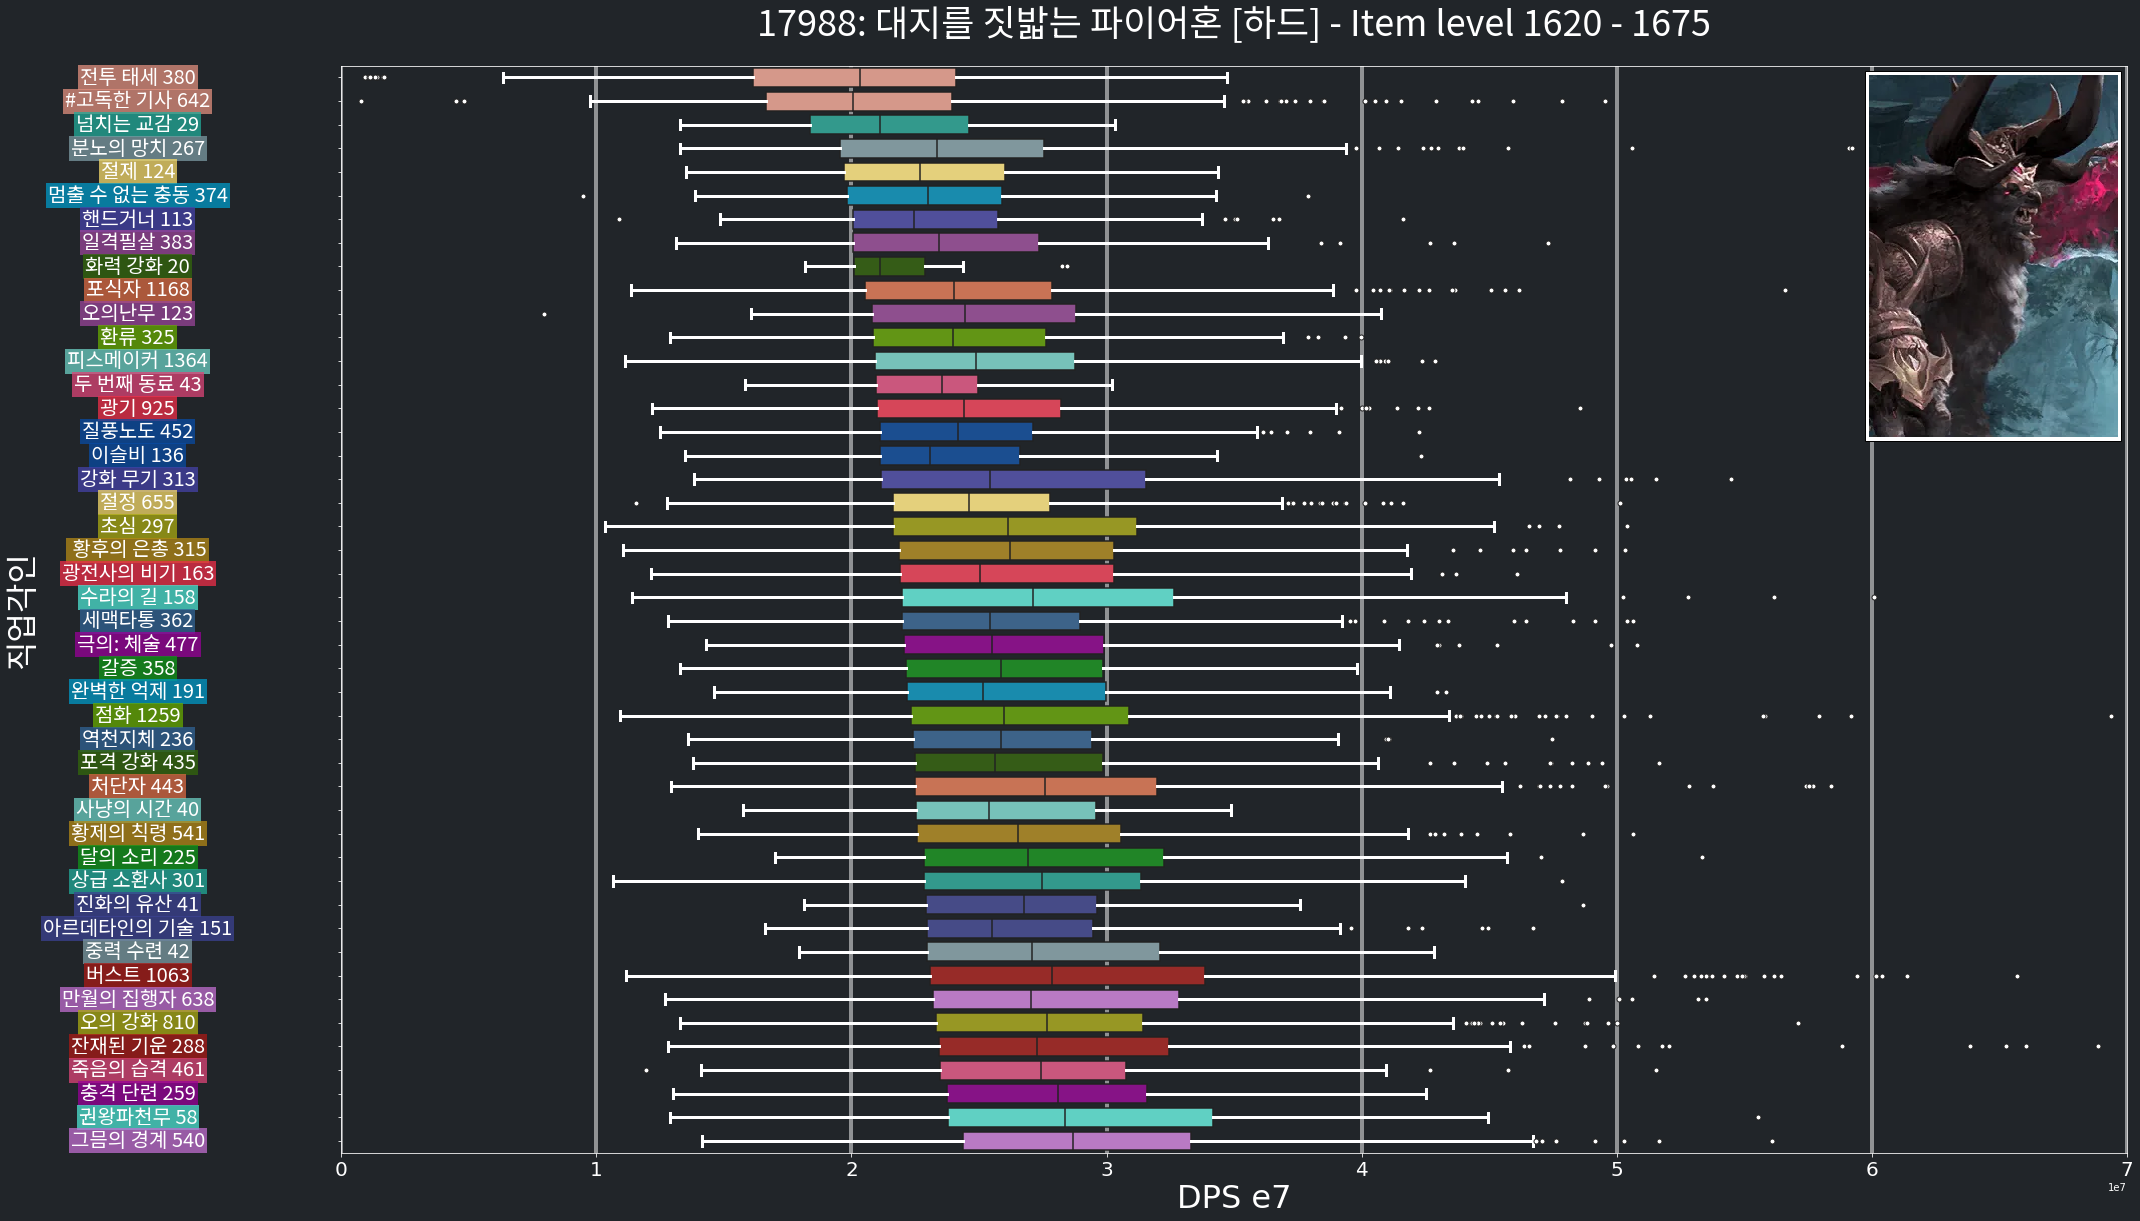 17988: 대지를 짓밟는 파이어혼 [하드] - Item level 1620 - 1675
직업각인
전투 태세 380
#고독한 기사 642
넘치는 교감 29
분노의 망치 267
절제 124
멈출 수 없는 충동 374
핸드거너 113
일격필살 383
화력 강화 20
포식자 1168
오의난무 123
환류 325
피스메이커 1364
두 번째 동료 43
광기 925
질풍노도 452
이슬비 136
강화 무기 313
절정 655
초심 297
황후의 은총 315
광전사의 비기 163
수라의 길 158
세맥타통 362
극의: 체술 477
갈증 358
완벽한 억제 191
점화 1259
역천지체 236
포격 강화 435
처단자 443
사냥의 시간 40
황제의 칙령 541
달의 소리 225
상급 소환사 301
진화의 유산 41
아르데타인의 기술 151
중력 수련 42
버스트 1063
만월의 집행자 638
오의 강화 810
잔재된 기운 288
죽음의 습격 461
충격 단련 259
권왕파천무 58
그믐의 경계 540
0 1 2 3 4 5 6 7
DPS e7
1e7